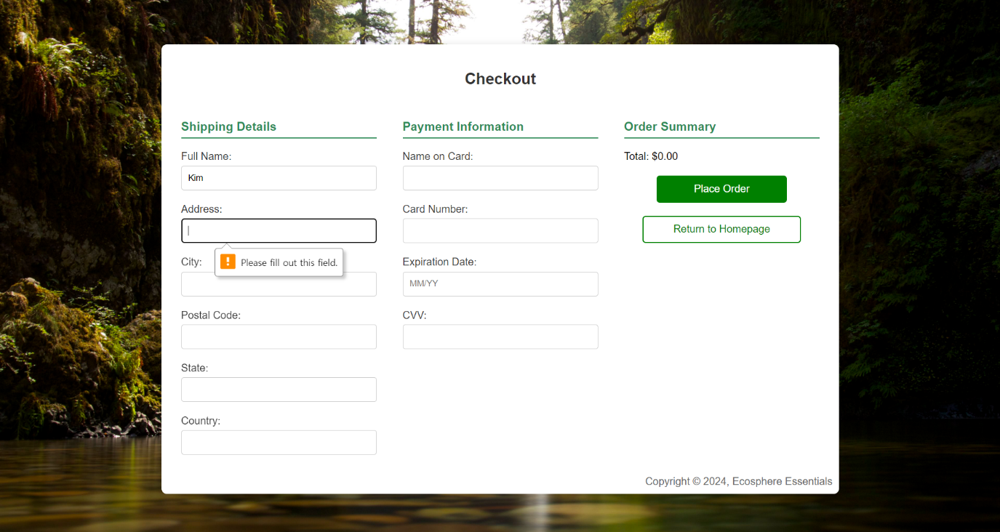 Checkout
Shipping Details
Full Name:
Kim
Address:
Please fill out this field.
City:
Postal Code:
State:
Country:
Payment Information
Name on Card:
Card Number:
Expiration Date:
MM/YY
CVV:
Order Summary
Total: $0.00
Place Order
Return to Homepage
Copyright © 2024, Ecosphere Essentials